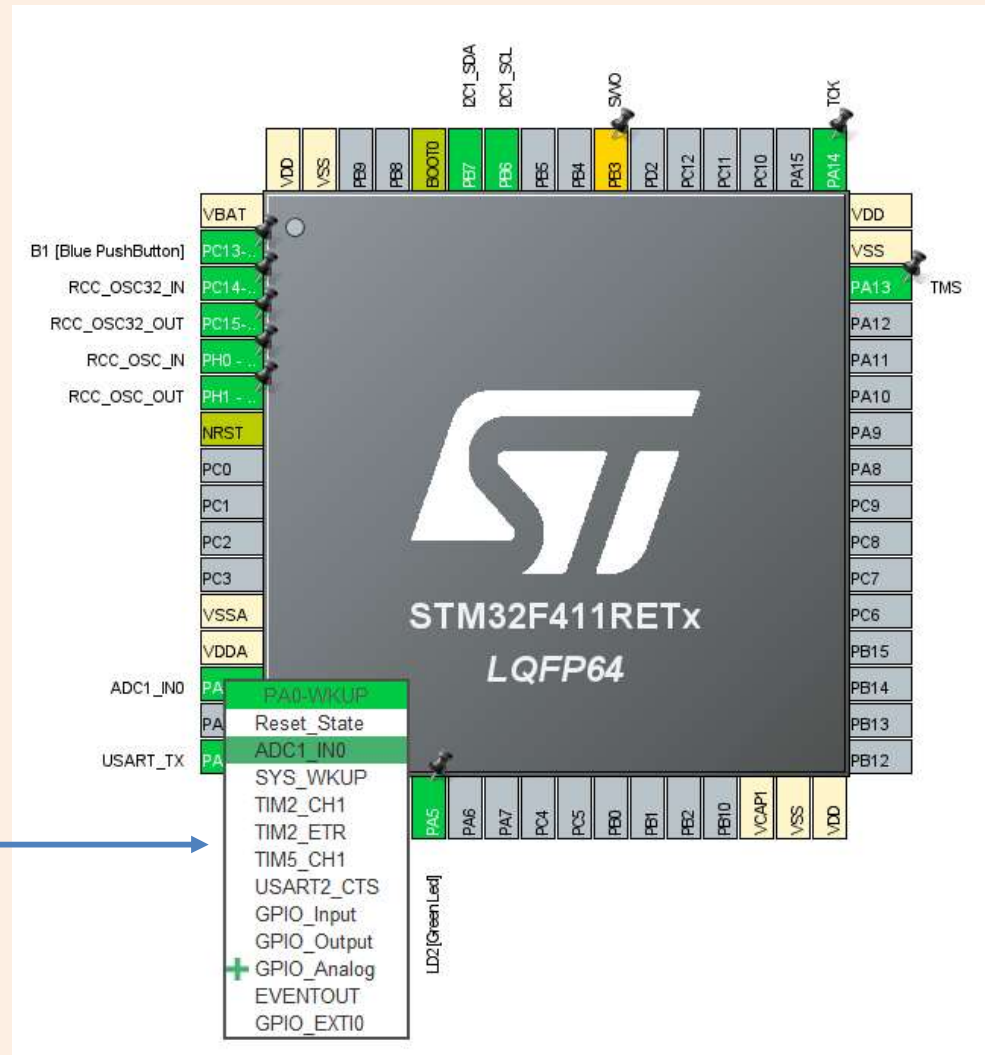 I2C1_SDA
I2C1_SCL
SWO
TCK
VDD
VSS
PB9
PB8
BOOT0
PB7
PB6
PB5
PB4
PB3
PD2
PC12
PC11
PC10
PA15
PA14
VBAT
B1 [Blue PushButton] PC13-..
RCC_OSC32_IN PC14-..
RCC_OSC32_OUT PC15-..
RCC_OSC_IN PH0 - ..
RCC_OSC_OUT PH1 - ..
NRST
PC0
PC1
PC2
PC3
VSSA
VDDA
ADC1_IN0 PA
PA
USART_TX PA
STM32F411RETx
LQFP64
VDD
VSS
PA13 TMS
PA12
PA11
PA10
PA9
PA8
PC9
PC8
PC7
PC6
PB15
PB14
PB13
PB12
PA0-WKUP
Reset_State
ADC1_IN0
SYS_WKUP
TIM2_CH1
TIM2_ETR
TIM5_CH1
USART2_CTS
GPIO_Input
GPIO_Output
GPIO_Analog
EVENTOUT
GPIO_EXTI0
PA5
PA6
PA7
PC4
PC5
PB0
PB1
PB2
PB10
VCAP1
VSS
VDD
LD2 [Green Led]